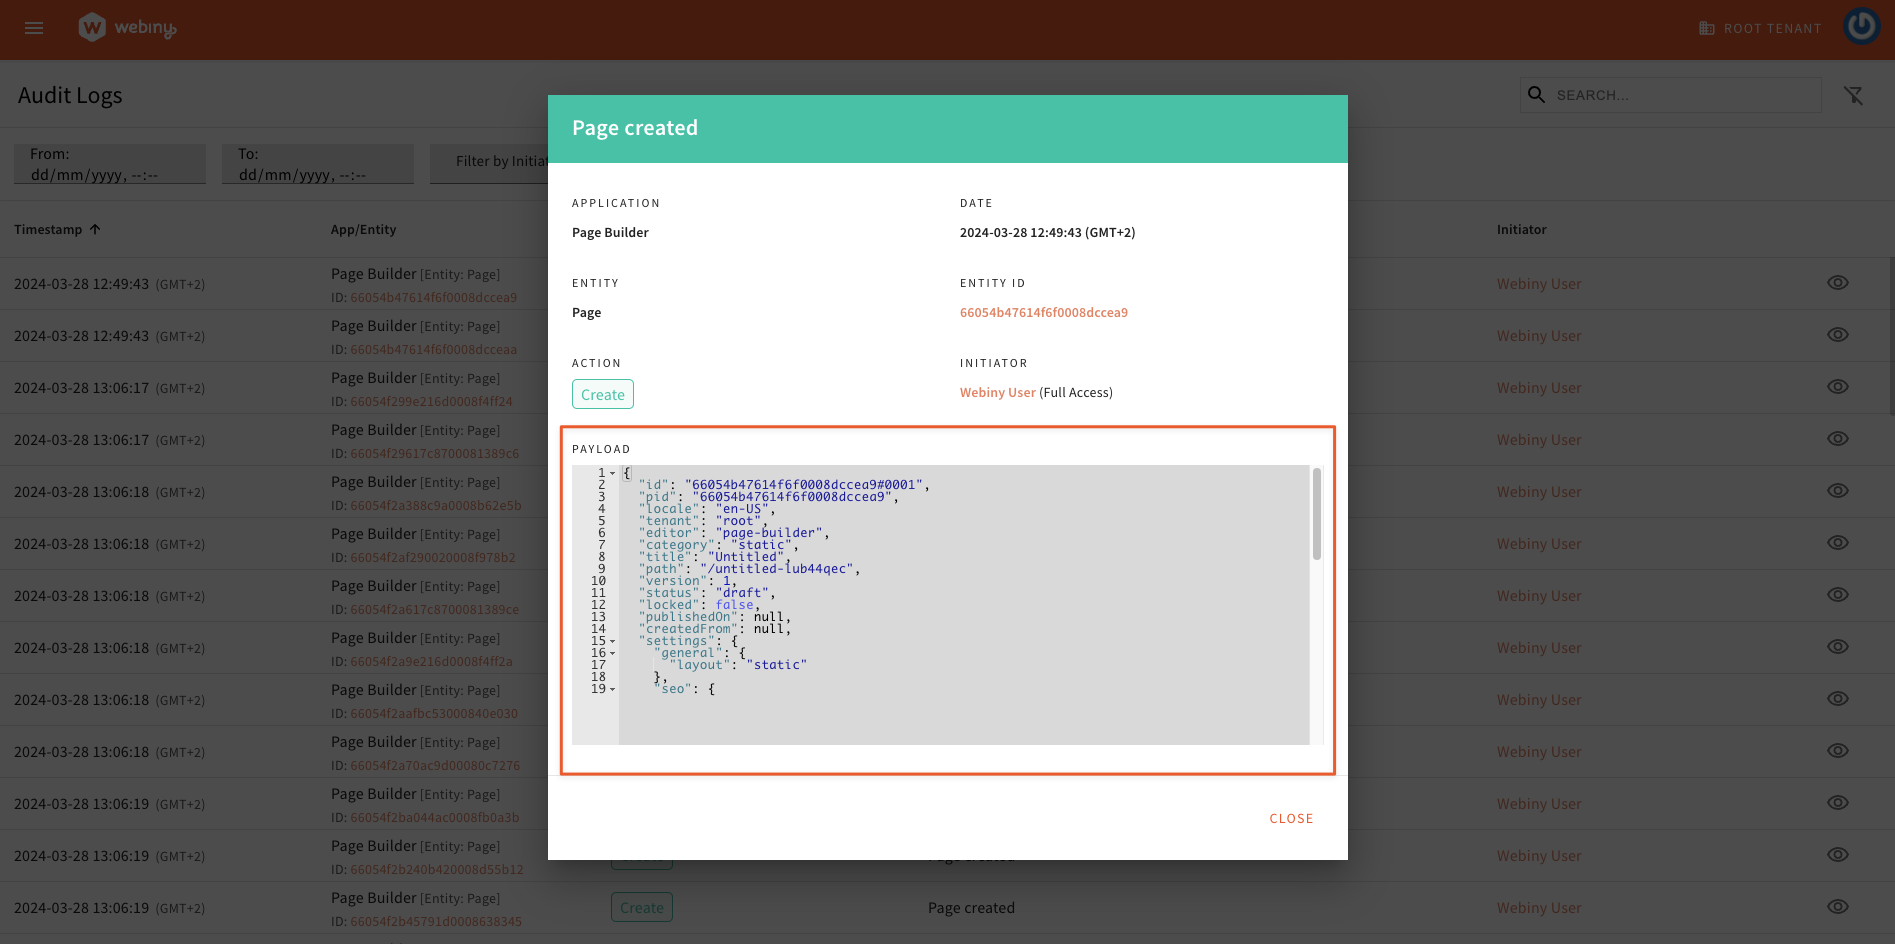 webiny
ROOT TENANT
Audit Logs
SEARCH...
From:
dd/mm/yyyy, --:--
To:
dd/mm/yyyy, --:--
Filter by Initia
Timestamp
App/Entity
Initiator
2024-03-28 12:49:43 (GMT+2)
Page Builder [Entity: Page]
ID: 66054b47614f6f0008dccea9
Webiny User
2024-03-28 12:49:43 (GMT+2)
Page Builder [Entity: Page]
ID: 66054b47614f6f0008dcceaa
Webiny User
2024-03-28 13:06:17 (GMT+2)
Page Builder [Entity: Page]
ID: 66054f299e216d0008f4ff24
Webiny User
2024-03-28 13:06:17 (GMT+2)
Page Builder [Entity: Page]
ID: 66054f29617c8700081389c6
Webiny User
2024-03-28 13:06:18 (GMT+2)
Page Builder [Entity: Page]
ID: 66054f2a388c9a0008b62e5b
Webiny User
2024-03-28 13:06:18 (GMT+2)
Page Builder [Entity: Page]
ID: 66054f2af290020008f978b2
Webiny User
2024-03-28 13:06:18 (GMT+2)
Page Builder [Entity: Page]
ID: 66054f2a617c8700081389ce
Webiny User
2024-03-28 13:06:18 (GMT+2)
Page Builder [Entity: Page]
ID: 66054f2a9e216d0008f4ff2a
Webiny User
2024-03-28 13:06:18 (GMT+2)
Page Builder [Entity: Page]
ID: 66054f2aafbc53000840e030
Webiny User
2024-03-28 13:06:18 (GMT+2)
Page Builder [Entity: Page]
ID: 66054f2a70ac9d00080c7276
Webiny User
2024-03-28 13:06:19 (GMT+2)
Page Builder [Entity: Page]
ID: 66054f2ba044ac0008fb0a3b
Webiny User
2024-03-28 13:06:19 (GMT+2)
Page Builder [Entity: Page]
ID: 66054f2b240b420008d55b12
Page created
Webiny User
2024-03-28 13:06:19 (GMT+2)
Page Builder [Entity: Page]
ID: 66054f2b45791d0008638345
Create
Page created
Webiny User
Page created
APPLICATION
Page Builder
DATE
2024-03-28 12:49:43 (GMT+2)
ENTITY
Page
ENTITY ID
66054b47614f6f0008dccea9
ACTION
Create
INITIATOR
Webiny User (Full Access)
PAYLOAD
1 {
2 "id": "66054b47614f6f0008dccea9#0001",
3 "pid": "66054b47614f6f0008dccea9",
4 "locale": "en-US",
5 "tenant": "root",
6 "editor": "page-builder",
7 "category": "static",
8 "title": "Untitled",
9 "path": "/untitled-lub44qec",
10 "version": 1,
11 "status": "draft",
12 "locked": false,
13 "publishedOn": null,
14 "createdFrom": null,
15 "settings": {
16 "general": {
17 "layout": "static"
18 },
19 "seo": {
CLOSE